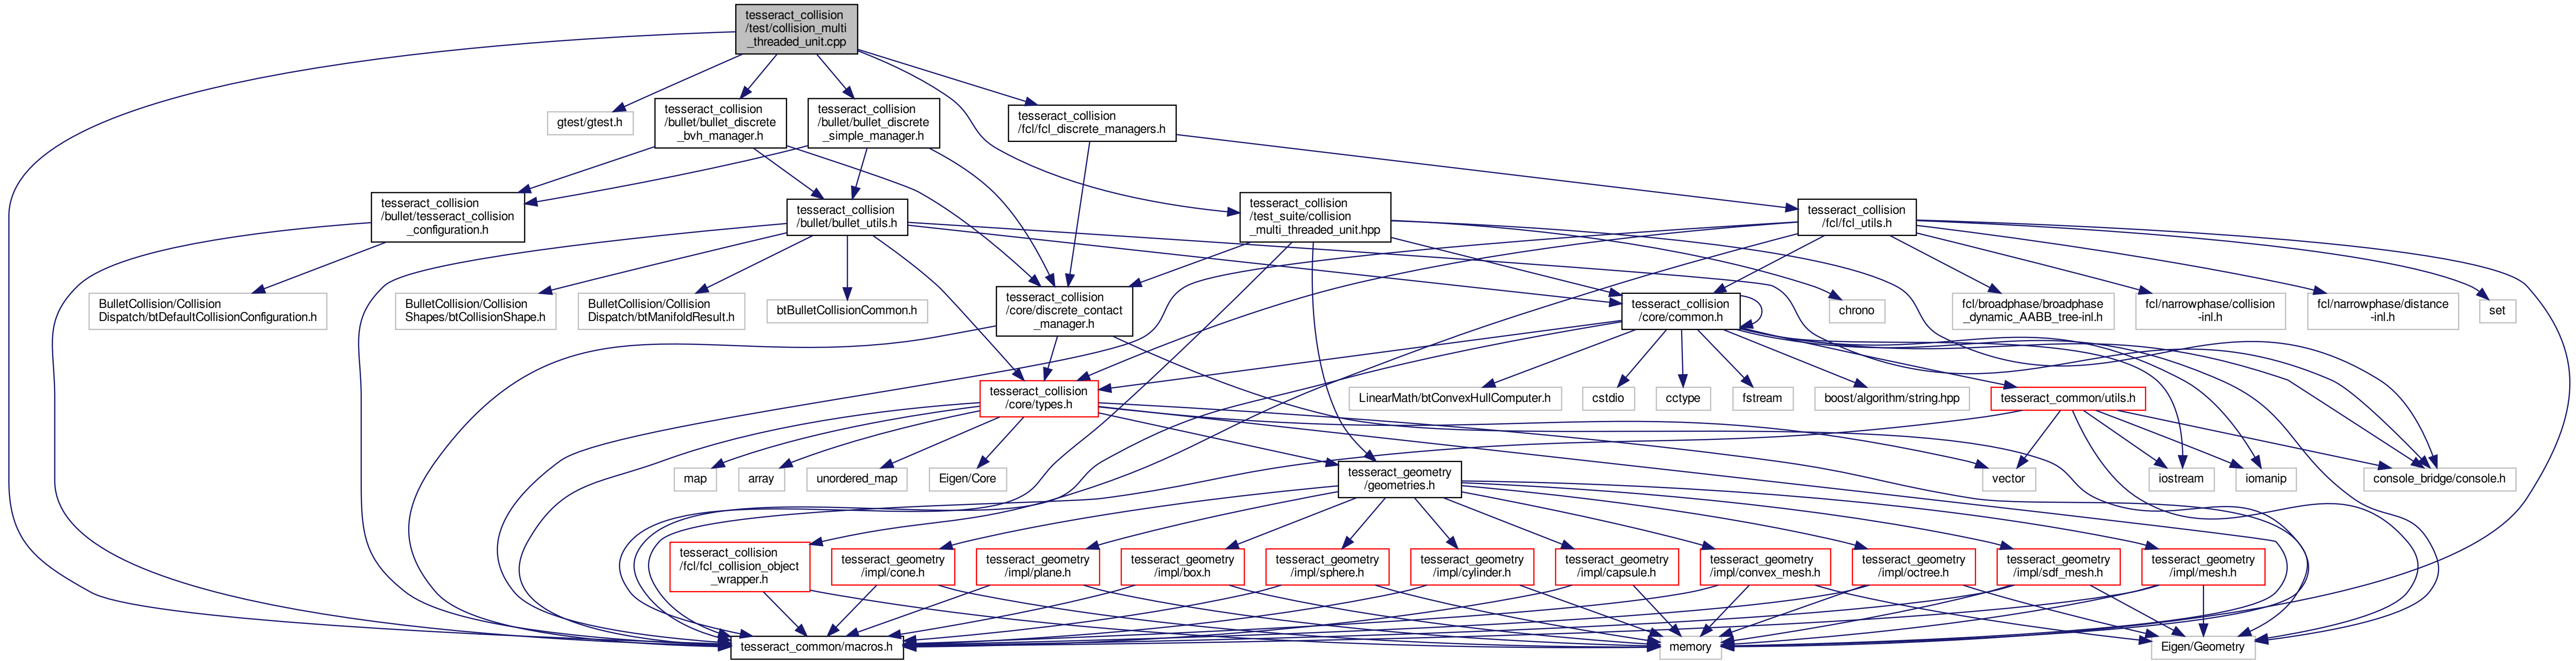 tesseract_collision
/test/collision_multi
_threaded_unit.cpp
gtest/gtest.h
tesseract_collision
/bullet/bullet_discrete
_bvh_manager.h
tesseract_collision
/bullet/bullet_discrete
_simple_manager.h
tesseract_collision
/fcl/fcl_discrete_managers.h
tesseract_collision
/bullet/tesseract_collision
_configuration.h
tesseract_collision
/bullet/bullet_utils.h
tesseract_collision
/test_suite/collision
_multi_threaded_unit.hpp
tesseract_collision
/fcl/fcl_utils.h
BulletCollision/Collision
Dispatch/btDefaultCollisionConfiguration.h
BulletCollision/Collision
Shapes/btCollisionShape.h
BulletCollision/Collision
Dispatch/btManifoldResult.h
btBulletCollisionCommon.h
tesseract_collision
/core/discrete_contact
_manager.h
tesseract_collision
/core/common.h
chrono
fcl/broadphase/broadphase
_dynamic_AABB_tree-inl.h
fcl/narrowphase/collision
-inl.h
fcl/narrowphase/distance
-inl.h
set
tesseract_collision
/core/types.h
LinearMath/btConvexHullComputer.h
cstdio
cctype
fstream
boost/algorithm/string.hpp
tesseract_common/utils.h
map
array
unordered_map
Eigen/Core
tesseract_geometry
/geometries.h
vector
iostream
iomanip
console_bridge/console.h
tesseract_collision
/fcl/fcl_collision_object
_wrapper.h
tesseract_geometry
/impl/cone.h
tesseract_geometry
/impl/plane.h
tesseract_geometry
/impl/box.h
tesseract_geometry
/impl/sphere.h
tesseract_geometry
/impl/cylinder.h
tesseract_geometry
/impl/capsule.h
tesseract_geometry
/impl/convex_mesh.h
tesseract_geometry
/impl/octree.h
tesseract_geometry
/impl/sdf_mesh.h
tesseract_geometry
/impl/mesh.h
tesseract_common/macros.h
memory
Eigen/Geometry